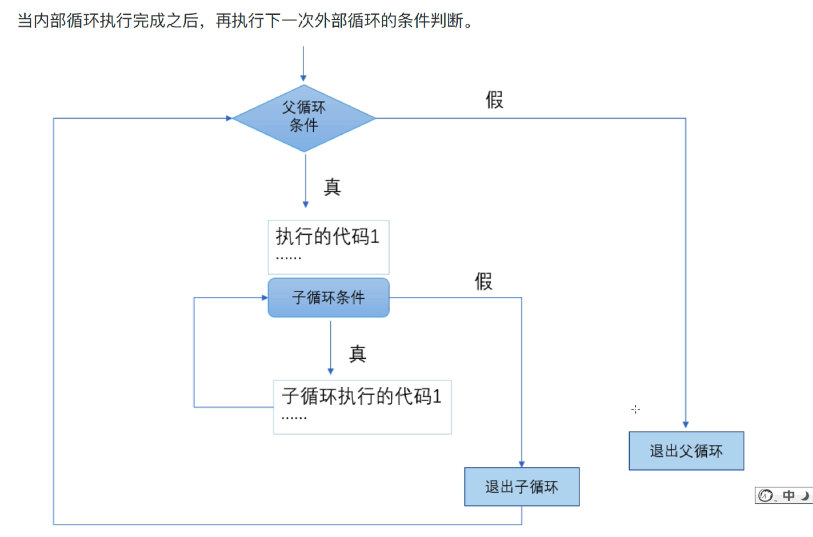 当内部循环执行完成之后，再执行下一次外部循环的条件判断。
父循环
条件
假
真
执行的代码1
......
子循环条件
假
真
子循环执行的代码1
......
退出父循环
退出子循环
中